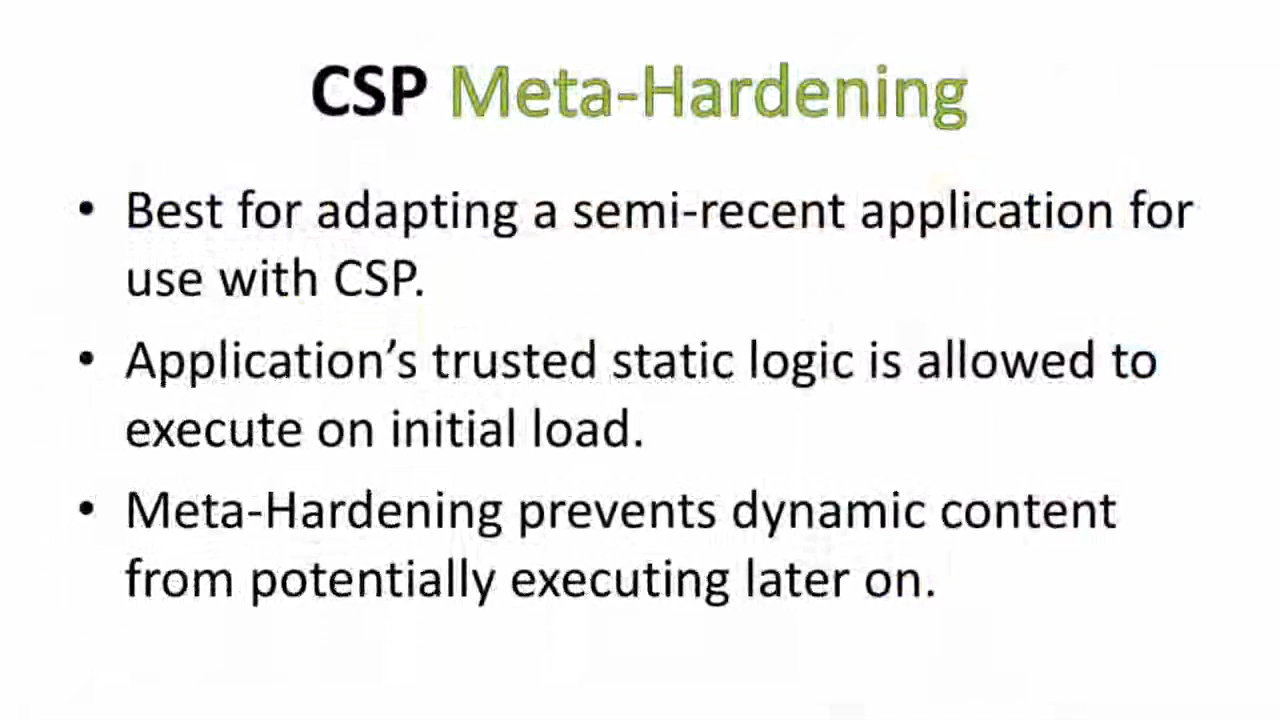 CSP Meta-Hardening
• Best for adapting a semi-recent application for
use with CSP.
• Application’s trusted static logic is allowed to
execute on initial load.
• Meta-Hardening prevents dynamic content
from potentially executing later on.